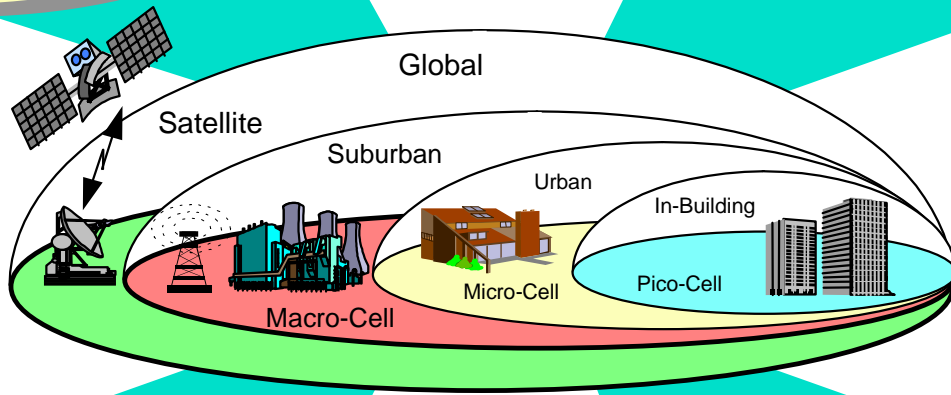 Global
Satellite
Suburban
Urban
In-Building
Pico-Cell
Micro-Cell
Macro-Cell